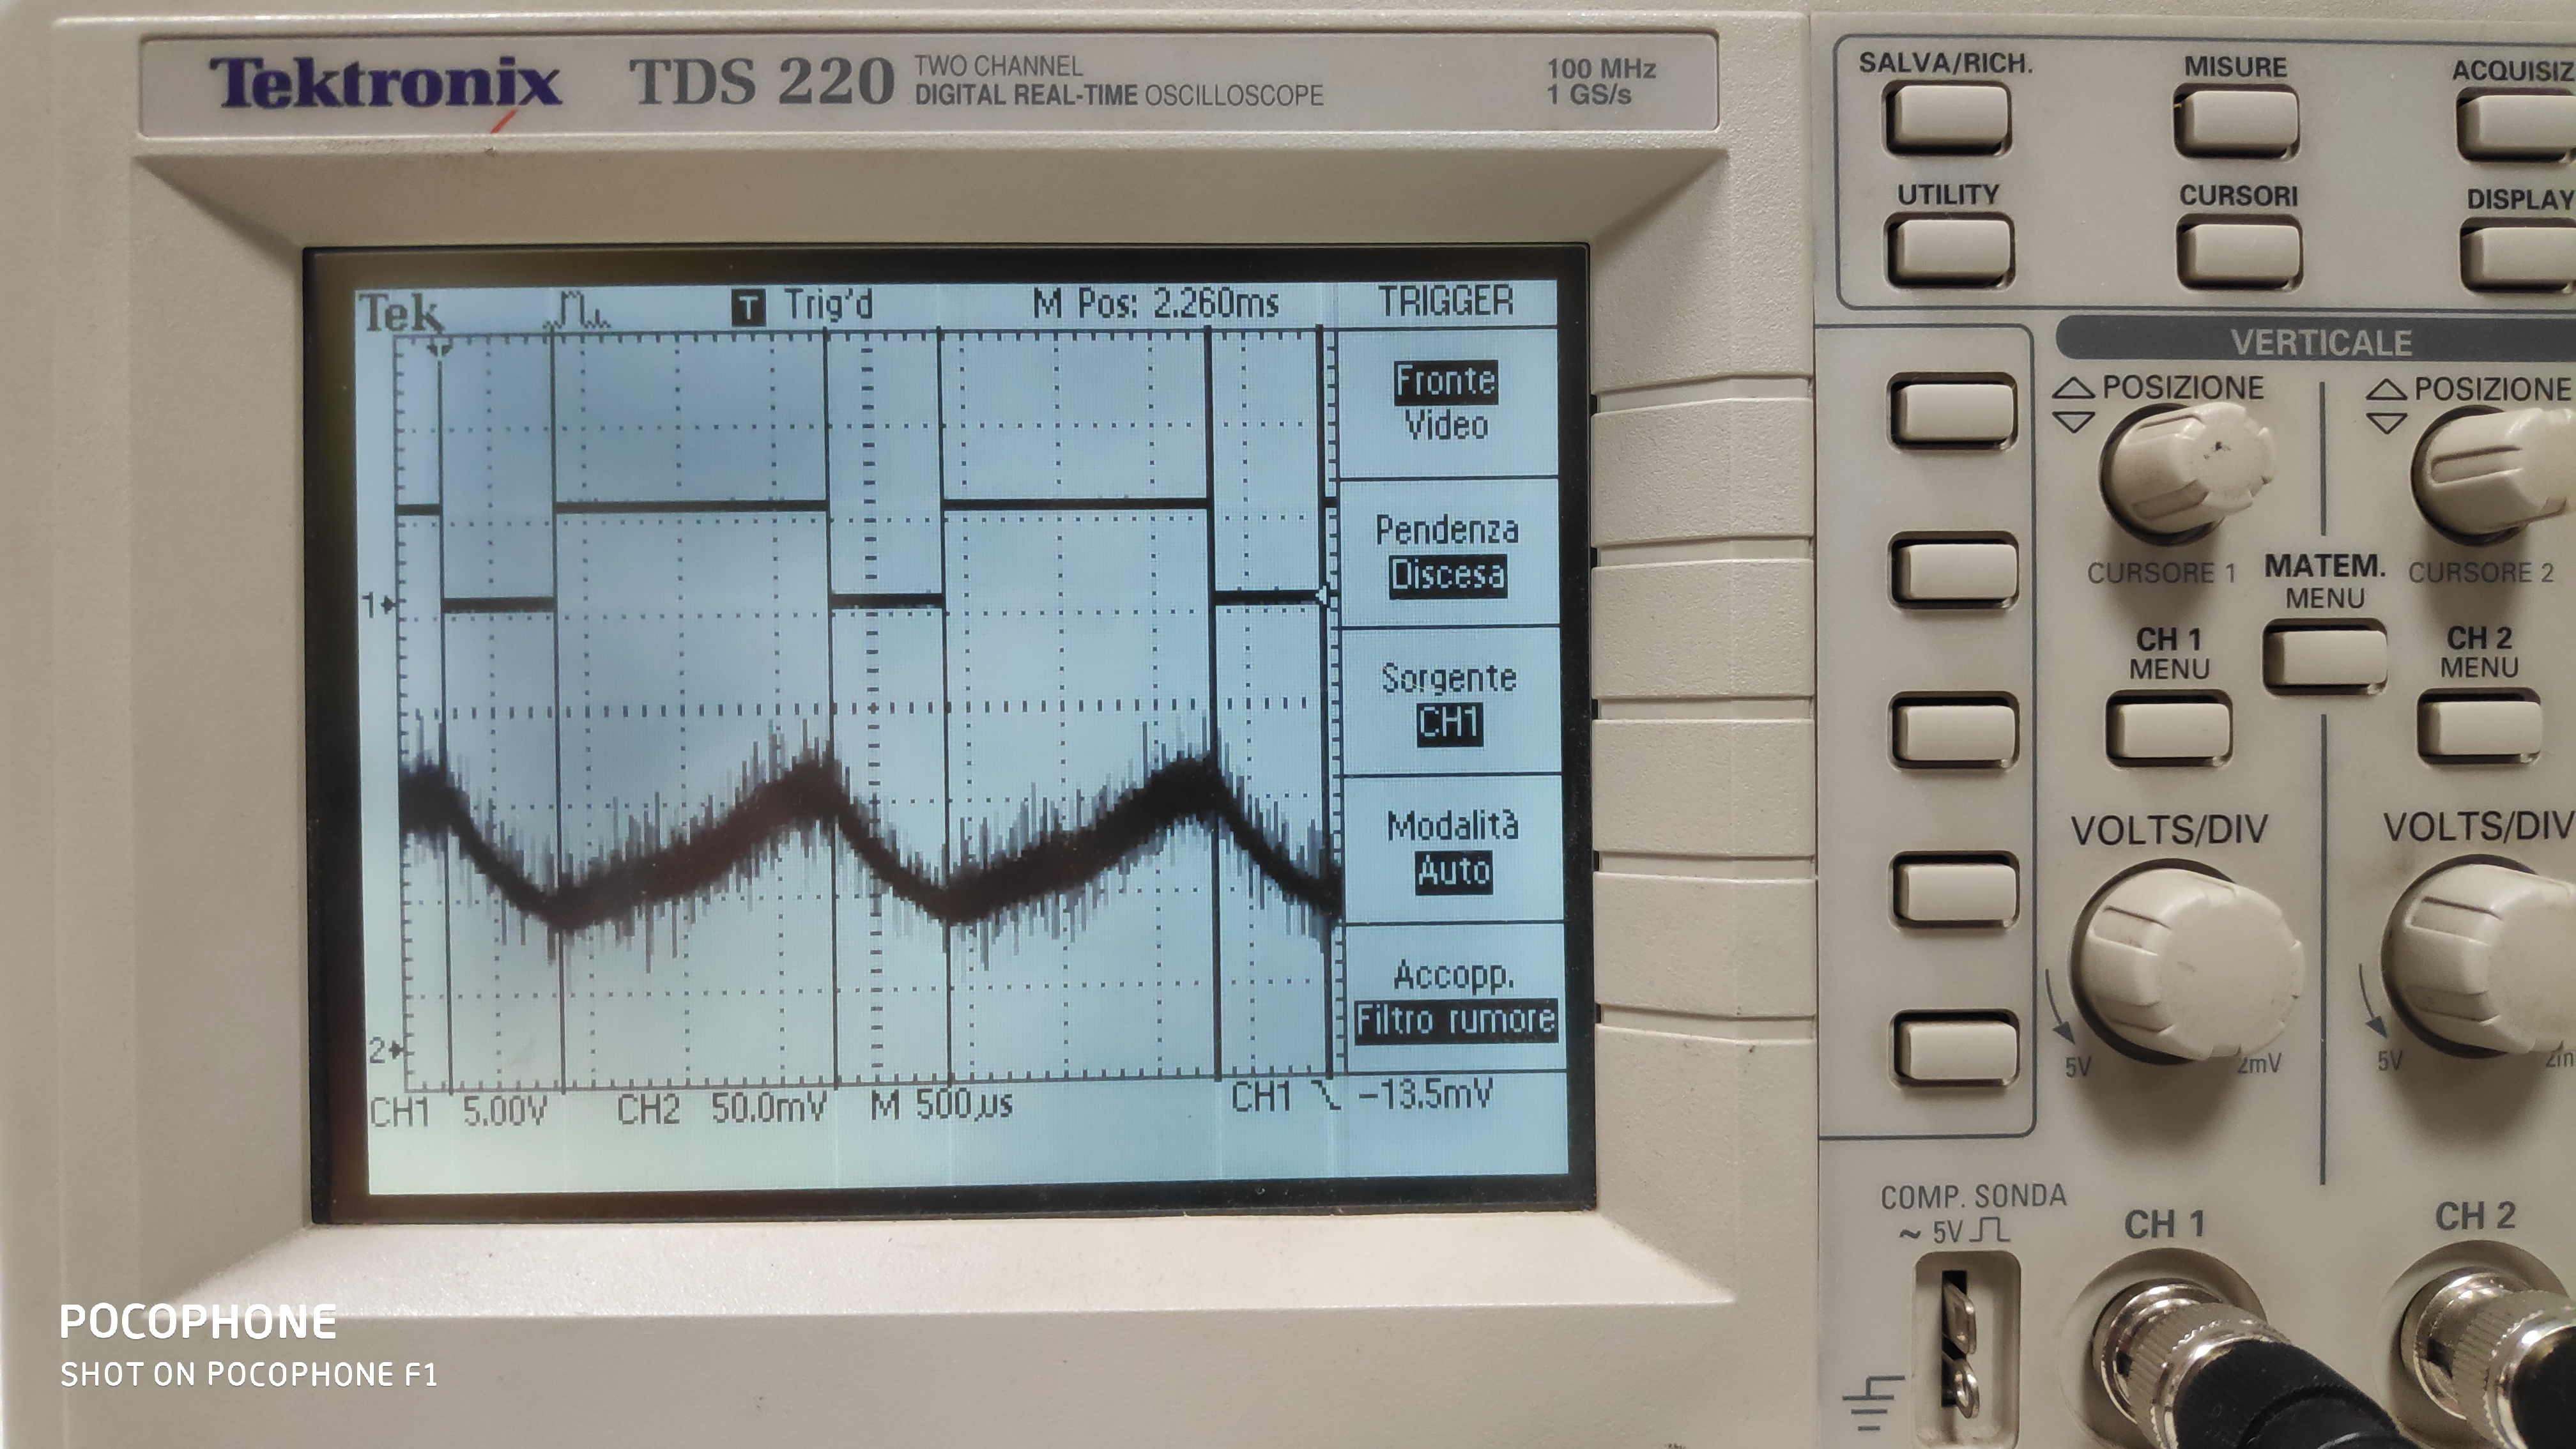 Tektronix TDS 220 TWO CHANNEL
DIGITAL REAL-TIME OSCILLOSCOPE
100 MHz
1 GS/s
Tek
T Trig'd
M Pos: 2.260ms
TRIGGER
Fronte
Video
Pendenza
Discesa
Sorgente
CH1
Modalità
Auto
Accopp.
Filtro rumore
1
2
CH1 5.00V CH2 50.0mV M 500µs CH1 -13.5mV
SALVA/RICH. MISURE ACQUISIZ
UTILITY CURSORI DISPLAY
VERTICALE
POSIZIONE POSIZIONE
CURSORE 1 MATEM. CURSORE 2
MENU
CH 1 CH 2
MENU MENU
VOLTS/DIV VOLTS/DIV
5V 2mV 5V 2m
COMP. SONDA
~ 5V
CH 1 CH 2
POCOPHONE
SHOT ON POCOPHONE F1